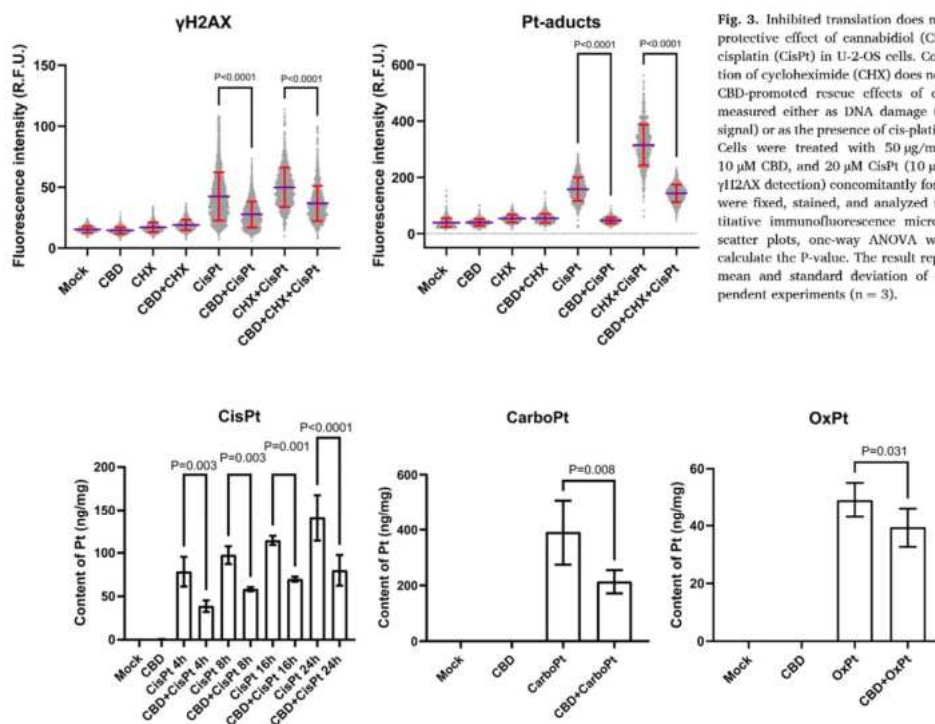 γH2AX
Fluorescence intensity (R.F.U.)
150
100
50
0
P<0.0001
P<0.0001
Mock
CBD
CHX
CBD+CHX
CisPt
CBD+CisPt
CHX+CisPt
CBD+CHX+CisPt
Pt-aducts
Fluorescence intensity (R.F.U.)
600
400
200
0
P<0.0001
P<0.0001
Mock
CBD
CHX
CBD+CHX
CisPt
CBD+CisPt
CHX+CisPt
CBD+CHX+CisPt
Fig. 3. Inhibited translation does n
protective effect of cannabidiol (C
cisplatin (CisPt) in U-2-OS cells. Co
tion of cycloheximide (CHX) does n
CBD-promoted rescue effects of c
measured either as DNA damage (
signal) or as the presence of cis-plati
Cells were treated with 50 μg/m
10 μM CBD, and 20 μM CisPt (10 μ
γH2AX detection) concomitantly for
were fixed, stained, and analyzed
titative immunofluorescence micro
scatter plots, one-way ANOVA w
calculate the P-value. The result rep
mean and standard deviation of
pendent experiments (n = 3).
CisPt
Content of Pt (ng/mg)
200
150
100
50
0
P=0.003
P=0.003
P=0.001
P<0.0001
Mock
CBD
CisPt 4h
CBD+CisPt 4h
CisPt 8h
CBD+CisPt 8h
CisPt 16h
CBD+CisPt 16h
CisPt 24h
CBD+CisPt 24h
CarboPt
Content of Pt (ng/mg)
600
400
200
0
P=0.008
Mock
CBD
CarboPt
CBD+CarboPt
OxPt
Content of Pt (ng/mg)
60
40
20
0
P=0.031
Mock
CBD
OxPt
CBD+OxPt